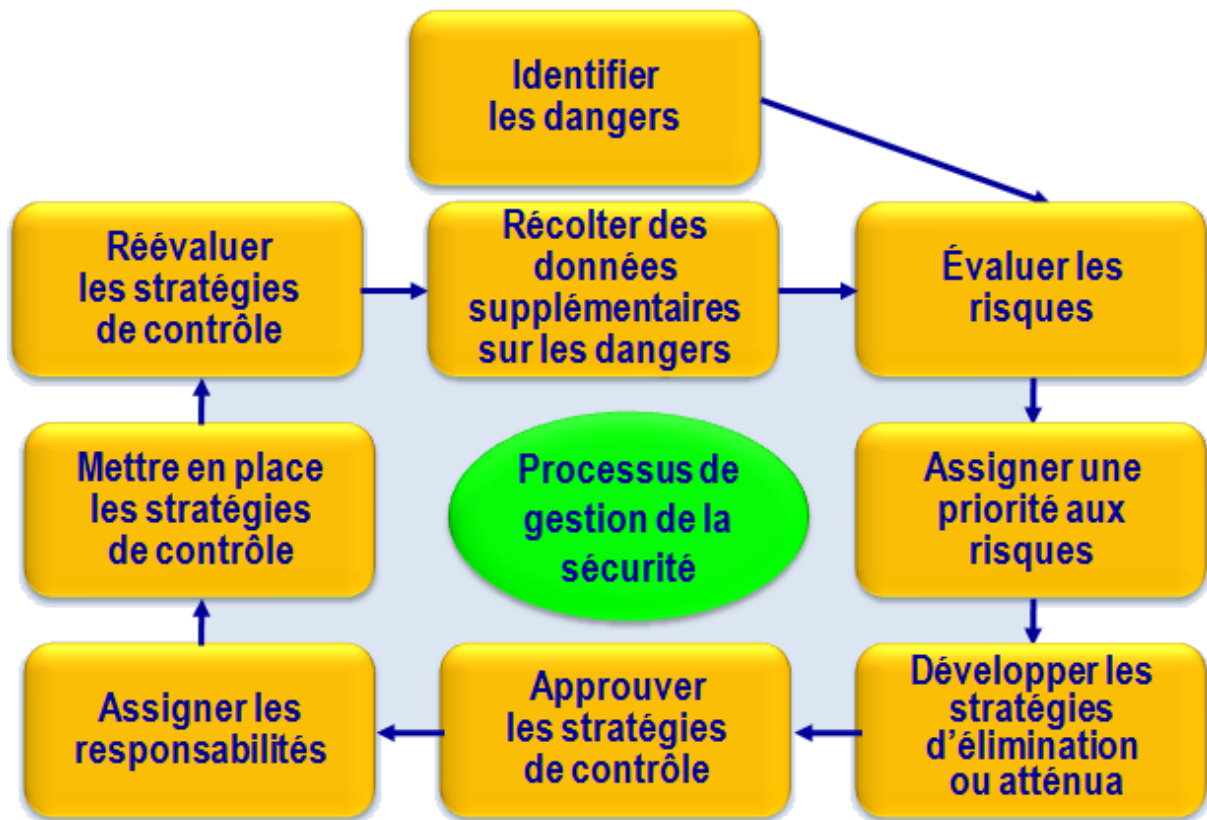 Identifier
les dangers
Réévaluer
les stratégies
de contrôle
Récolter des
données
supplémentaires
sur les dangers
Évaluer les
risques
Mettre en place
les stratégies
de contrôle
Processus de
gestion de la
sécurité
Assigner une
priorité aux
risques
Assigner les
responsabilités
Approuver
les stratégies
de contrôle
Développer les
stratégies
d'élimination
ou atténua